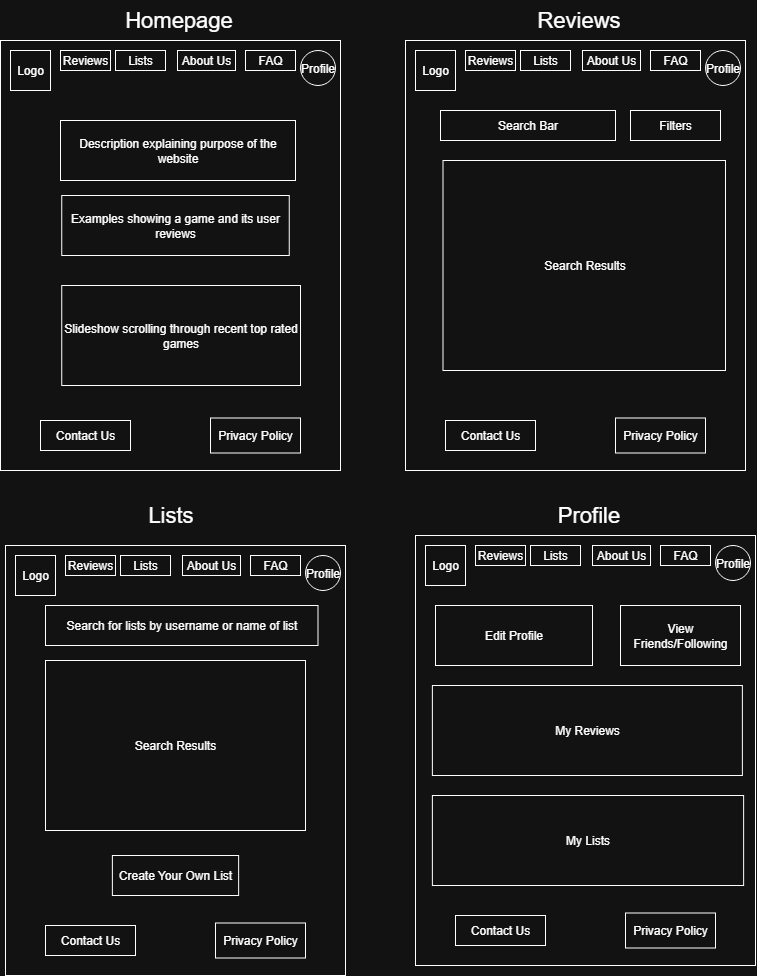 Homepage
Logo
Reviews
Lists
About Us
FAQ
Profile
Description explaining purpose of the
website
Examples showing a game and its user
reviews
Slideshow scrolling through recent top rated
games
Contact Us
Privacy Policy
Reviews
Logo
Reviews
Lists
About Us
FAQ
Profile
Search Bar
Filters
Search Results
Contact Us
Privacy Policy
Lists
Logo
Reviews
Lists
About Us
FAQ
Profile
Search for lists by username or name of list
Search Results
Create Your Own List
Contact Us
Privacy Policy
Profile
Logo
Reviews
Lists
About Us
FAQ
Profile
Edit Profile
View
Friends/Following
My Reviews
My Lists
Contact Us
Privacy Policy